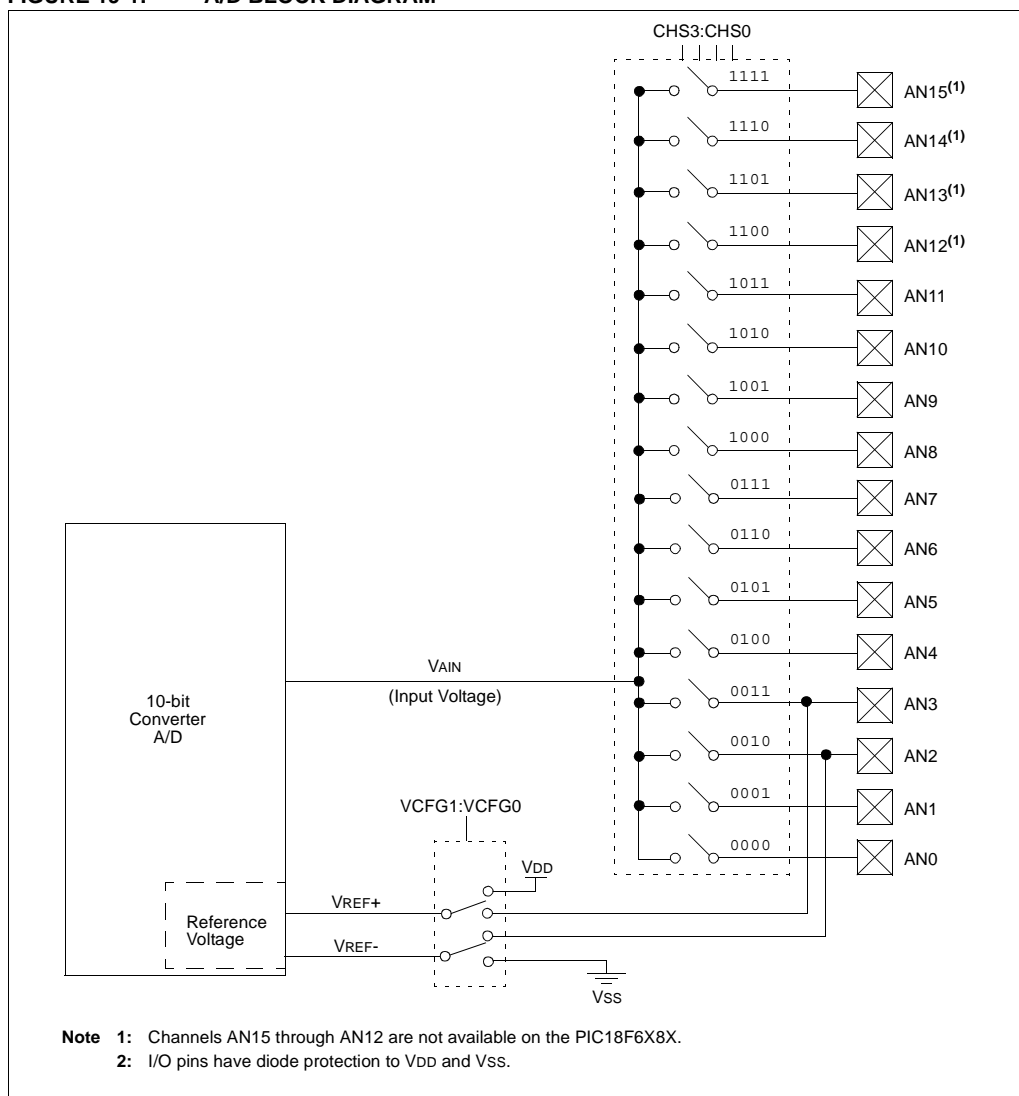 FIGURE A/D BLOCK DIAGRAM
CHS3:CHS0
1111 AN15(1)
1110 AN14(1)
1101 AN13(1)
1100 AN12(1)
1011 AN11
1010 AN10
1001 AN9
1000 AN8
0111 AN7
0110 AN6
0101 AN5
0100 AN4
VAIN
(Input Voltage)
10-bit
Converter
A/D
0011 AN3
0010 AN2
0001 AN1
0000 AN0
VCFG1:VCFG0
VDD
VREF+
Reference
Voltage
VREF-
VSS
Note 1: Channels AN15 through AN12 are not available on the PIC18F6X8X.
2: I/O pins have diode protection to VDD and VSS.